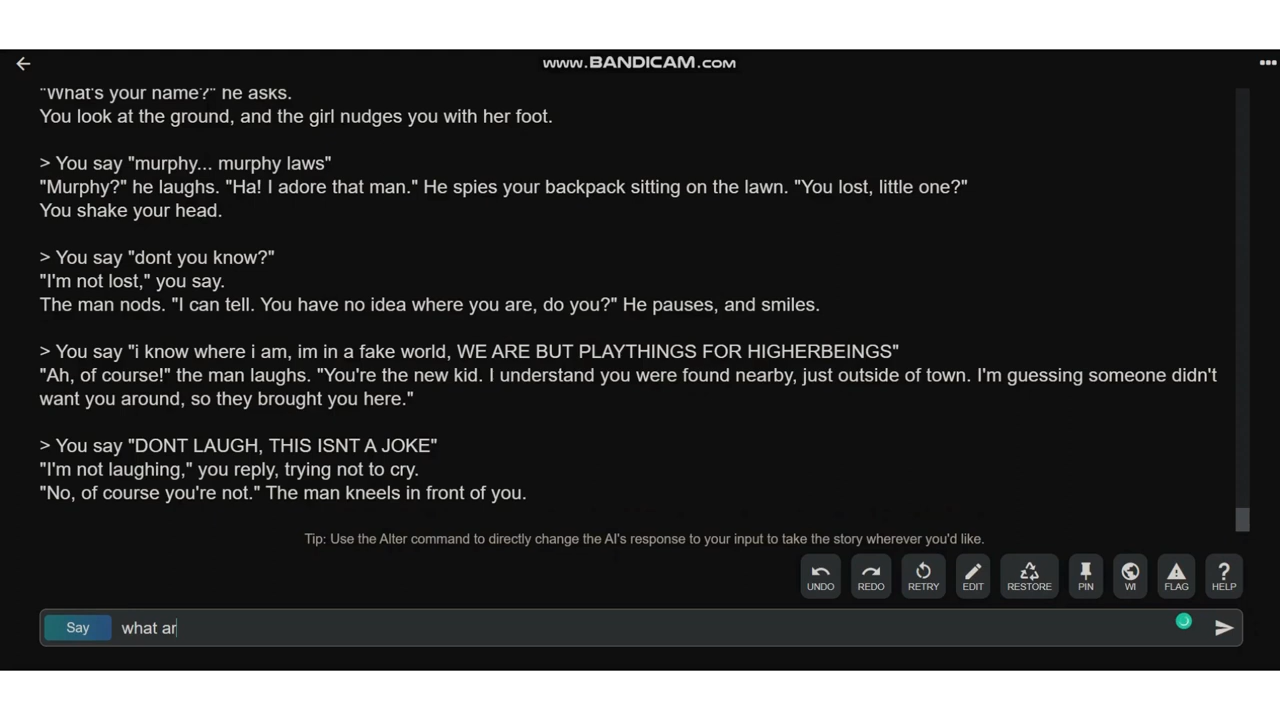 www.BANDICAM.com
"What's your name?" he asks.
You look at the ground, and the girl nudges you with her foot.
> You say "murphy... murphy laws"
"Murphy?" he laughs. "Ha! I adore that man." He spies your backpack sitting on the lawn. "You lost, little one?"
You shake your head.
> You say "dont you know?"
"I'm not lost," you say.
The man nods. "I can tell. You have no idea where you are, do you?" He pauses, and smiles.
> You say "i know where i am, im in a fake world, WE ARE BUT PLAYTHINGS FOR HIGHERBEINGS"
"Ah, of course!" the man laughs. "You're the new kid. I understand you were found nearby, just outside of town. I'm guessing someone didn't
want you around, so they brought you here."
> You say "DONT LAUGH, THIS ISNT A JOKE"
"I'm not laughing," you reply, trying not to cry.
"No, of course you're not." The man kneels in front of you.
Tip: Use the Alter command to directly change the AI's response to your input to take the story wherever you'd like.
UNDO REDO RETRY EDIT RESTORE PIN WI FLAG HELP
Say what ar